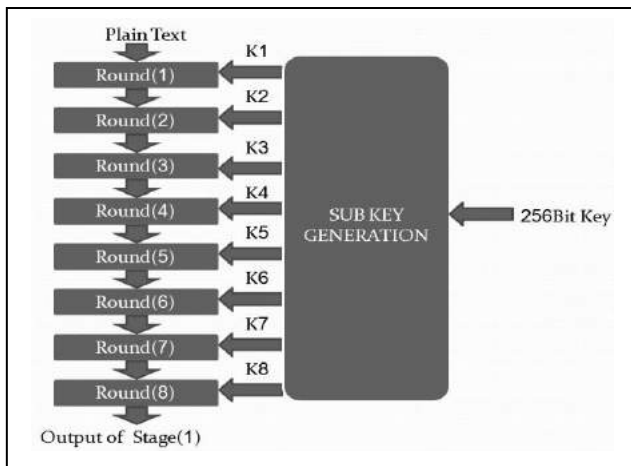 Plain Text
K1
Round(1)
K2
Round(2)
K3
Round(3)
K4
Round(4)
K5
Round(5)
K6
Round(6)
K7
Round(7)
K8
Round(8)
Output of Stage(1)
SUB KEY
GENERATION
256Bit Key